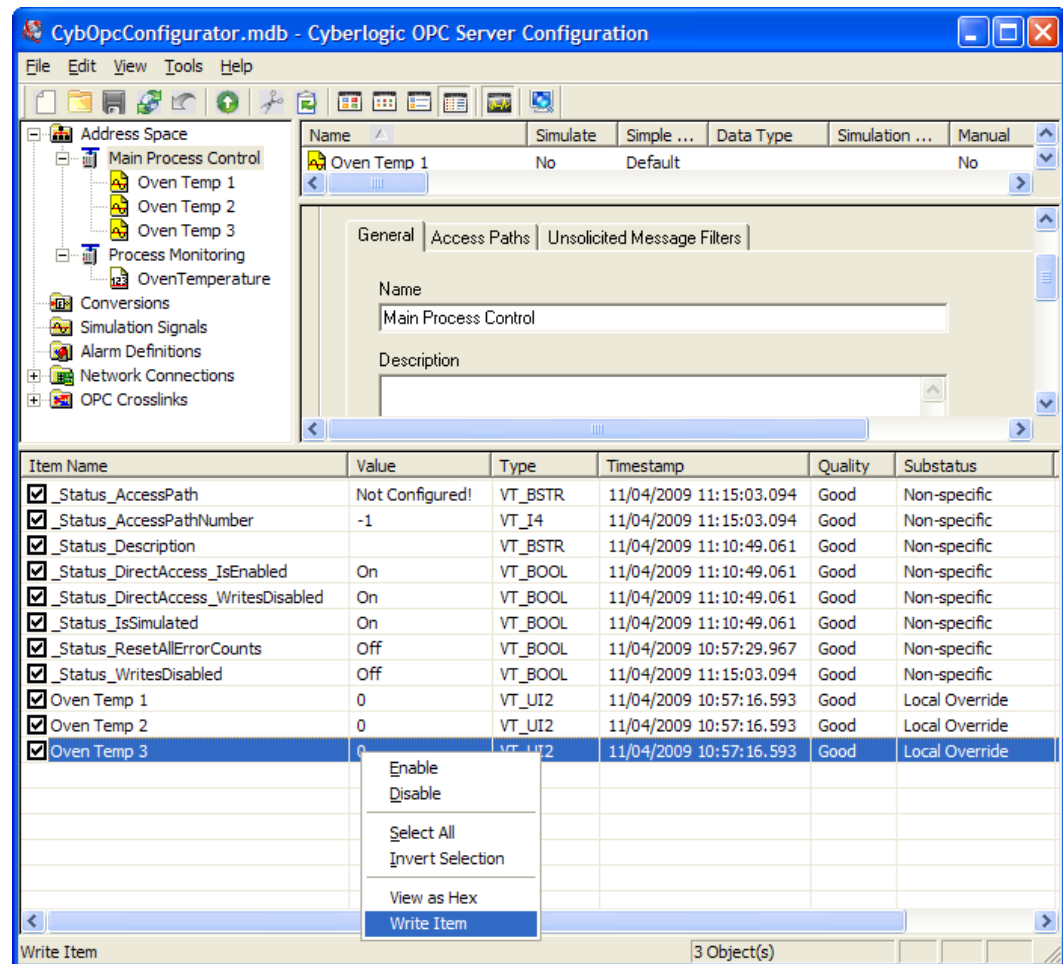 CybOpcConfigurator.mdb - Cyberlogic OPC Server Configuration
File Edit View Tools Help
Address Space
Main Process Control
Oven Temp 1
Oven Temp 2
Oven Temp 3
Process Monitoring
OvenTemperature
Conversions
Simulation Signals
Alarm Definitions
Network Connections
OPC Crosslinks
Name Simulate Simple ... Data Type Simulation ... Manual
Oven Temp 1 No Default No
General Access Paths Unsolicited Message Filters
Name
Main Process Control
Description
Item Name Value Type Timestamp Quality Substatus
_Status_AccessPath Not Configured! VT_BSTR 11/04/2009 11:15:03.094 Good Non-specific
_Status_AccessPathNumber -1 VT_I4 11/04/2009 11:15:03.094 Good Non-specific
_Status_Description VT_BSTR 11/04/2009 11:10:49.061 Good Non-specific
_Status_DirectAccess_IsEnabled On VT_BOOL 11/04/2009 11:10:49.061 Good Non-specific
_Status_DirectAccess_WritesDisabled On VT_BOOL 11/04/2009 11:10:49.061 Good Non-specific
_Status_IsSimulated On VT_BOOL 11/04/2009 11:10:49.061 Good Non-specific
_Status_ResetAllErrorCounts Off VT_BOOL 11/04/2009 10:57:29.967 Good Non-specific
_Status_WritesDisabled Off VT_BOOL 11/04/2009 11:15:03.094 Good Non-specific
Oven Temp 1 0 VT_UI2 11/04/2009 10:57:16.593 Good Local Override
Oven Temp 2 0 VT_UI2 11/04/2009 10:57:16.593 Good Local Override
Oven Temp 3 0 VT_UI2 11/04/2009 10:57:16.593 Good Local Override
Enable
Disable
Select All
Invert Selection
View as Hex
Write Item
Write Item 3 Object(s)